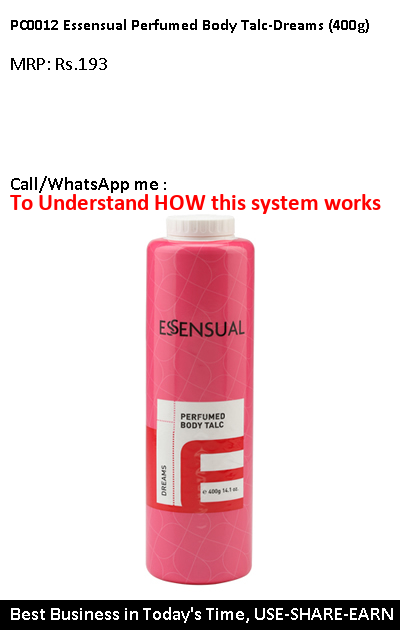 PC0012 Essensual Perfumed Body Talc-Dreams (400g)
MRP: Rs.193
Call/WhatsApp me :
To Understand HOW this system works
ESSENSUAL
PERFUMED
BODY TALC
DREAMS
e 400g 14.1 oz.
Best Business in Today's Time, USE-SHARE-EARN